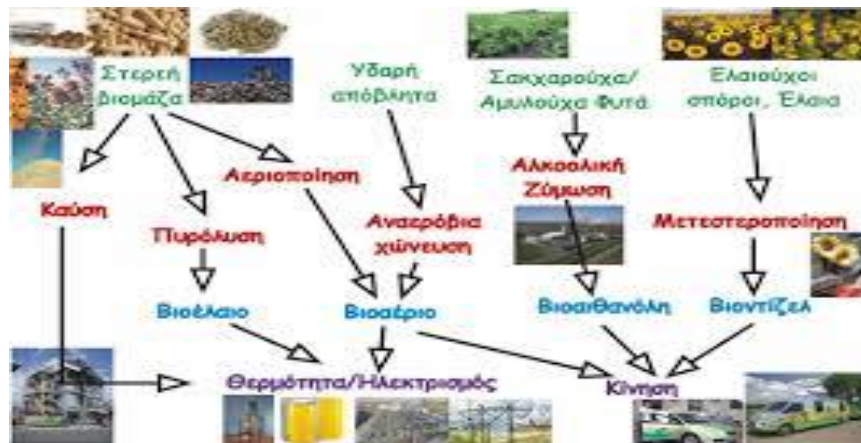 Στερεή
βιομάζα
Υδαρή
απόβλητα
Σακχαρούχα/
Αμυλούχα Φυτά
Ελαιούχοι
σπόροι, Έλαια
Καύση
Πυρόλυση
Αεριοποίηση
Αναερόβια
χώνευση
Αλκοολική
Ζύμωση
Μετεστεροποίηση
Βιοέλαιο
Βιοαέριο
Βιοαιθανόλη
Βιοντίζελ
Θερμότητα/Ηλεκτρισμός
Κίνηση